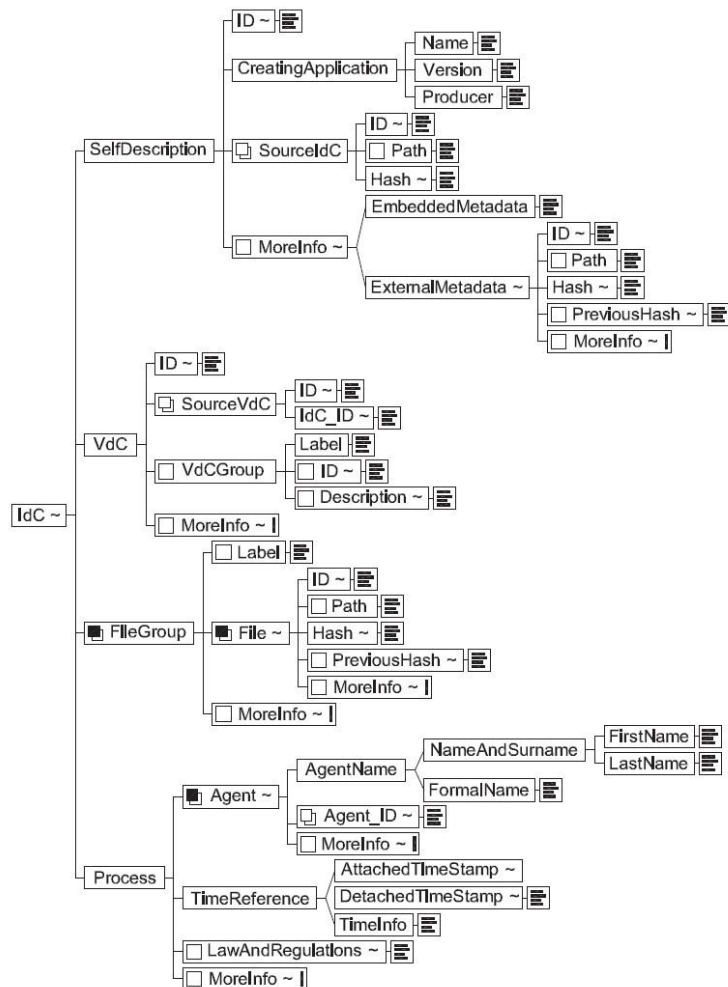 ID ~
Name
CreatingApplication
Version
Producer
ID ~
SelfDescription
SourceIdC
Path
Hash ~
EmbeddedMetadata
MoreInfo ~
ID ~
Path
ExternalMetadata ~
Hash ~
PreviousHash ~
MoreInfo ~
ID ~
ID ~
SourceVdC
IdC_ID ~
VdC
Label
VdCGroup
ID ~
Description ~
IdC ~
MoreInfo ~
Label
ID ~
Path
FileGroup
File ~
Hash ~
PreviousHash ~
MoreInfo ~
MoreInfo ~
FirstName
NameAndSurname
LastName
AgentName
FormalName
Agent ~
Agent_ID ~
MoreInfo ~
Process
AttachedTimeStamp ~
TimeReference
DetachedTimeStamp ~
TimeInfo
LawAndRegulations ~
MoreInfo ~